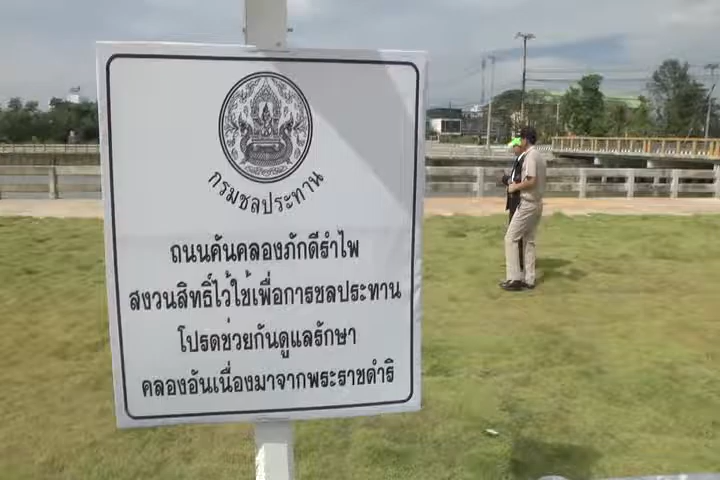 กรมชลประทาน
ถนนคันคลองภักดีรำไพ
สงวนสิทธิ์ไว้ใช้เพื่อการชลประทาน
โปรดช่วยกันดูแลรักษา
คลองอันเนื่องมาจากพระราชดำริ